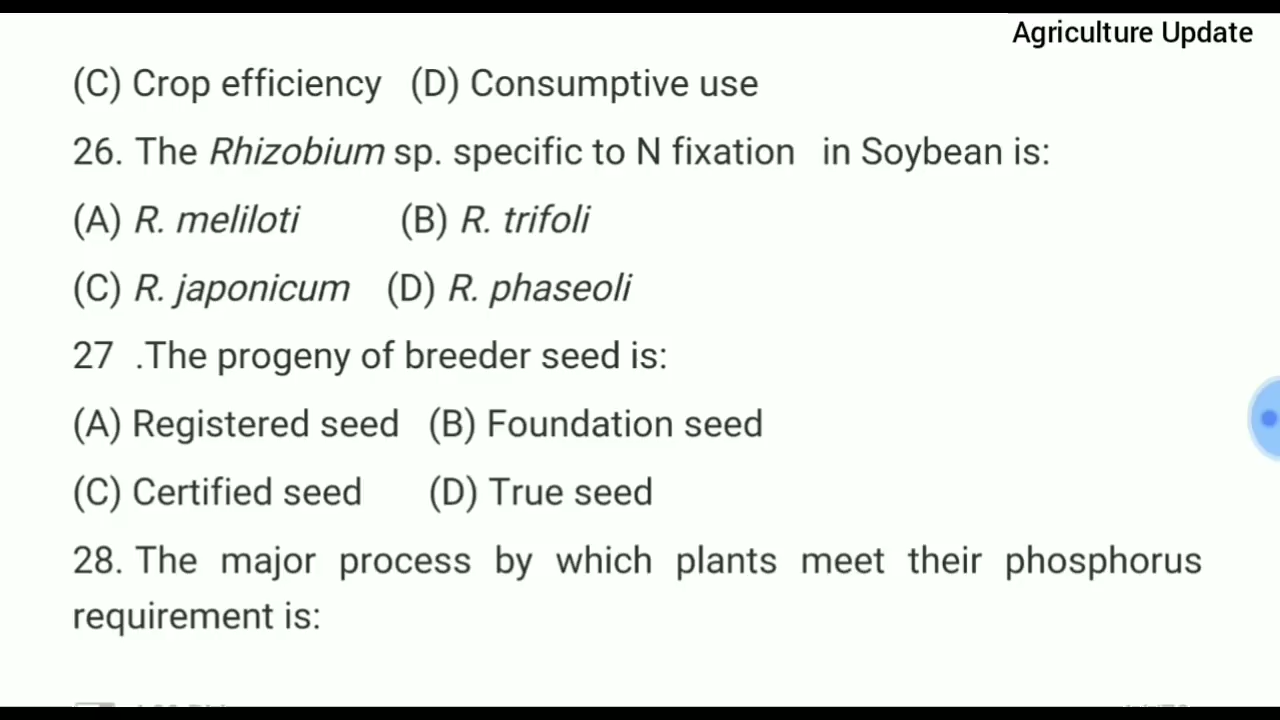 Agriculture Update
(C) Crop efficiency (D) Consumptive use
26. The Rhizobium sp. specific to N fixation in Soybean is:
(A) R. meliloti (B) R. trifoli
(C) R. japonicum (D) R. phaseoli
27 .The progeny of breeder seed is:
(A) Registered seed (B) Foundation seed
(C) Certified seed (D) True seed
28. The major process by which plants meet their phosphorus
requirement is: